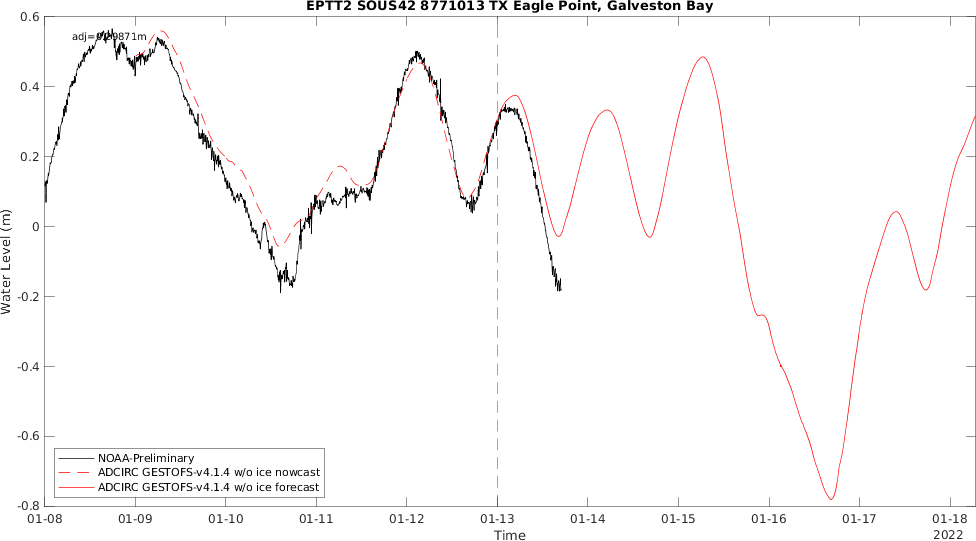 EPTT2 SOUS42 8771013 TX Eagle Point, Galveston Bay
0.6
0.4
0.2
0
-0.2
-0.4
-0.6
-0.8
Water Level (m)
NOAA-Preliminary
ADCIRC GESTOFS-v4.1.4 w/o ice nowcast
ADCIRC GESTOFS-v4.1.4 w/o ice forecast
01-08 01-09 01-10 01-11 01-12 01-13 01-14 01-15 01-16 01-17 01-18
Time
2022